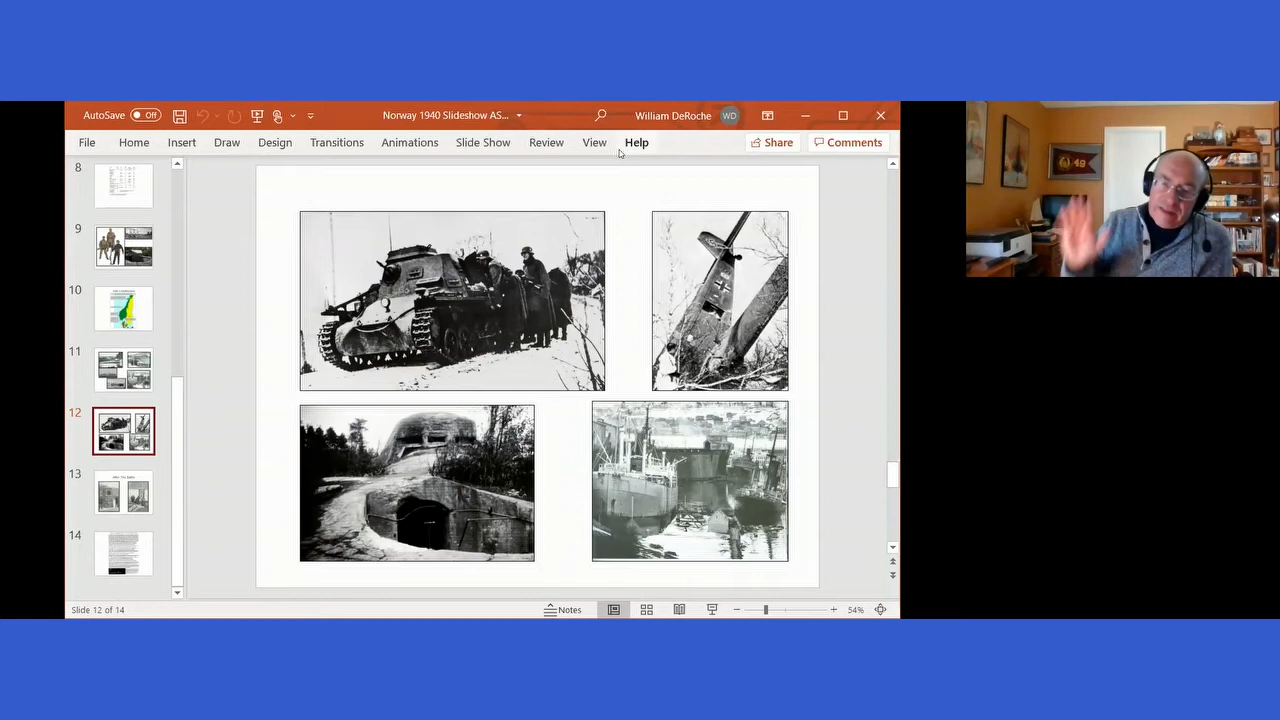 AutoSave Off Norway 1940 Slideshow AS... William DeRoche WD
File Home Insert Draw Design Transitions Animations Slide Show Review View Help Share Comments
8
9
10
11
12
13
14
49
Slide 12 of 14 Notes 54%